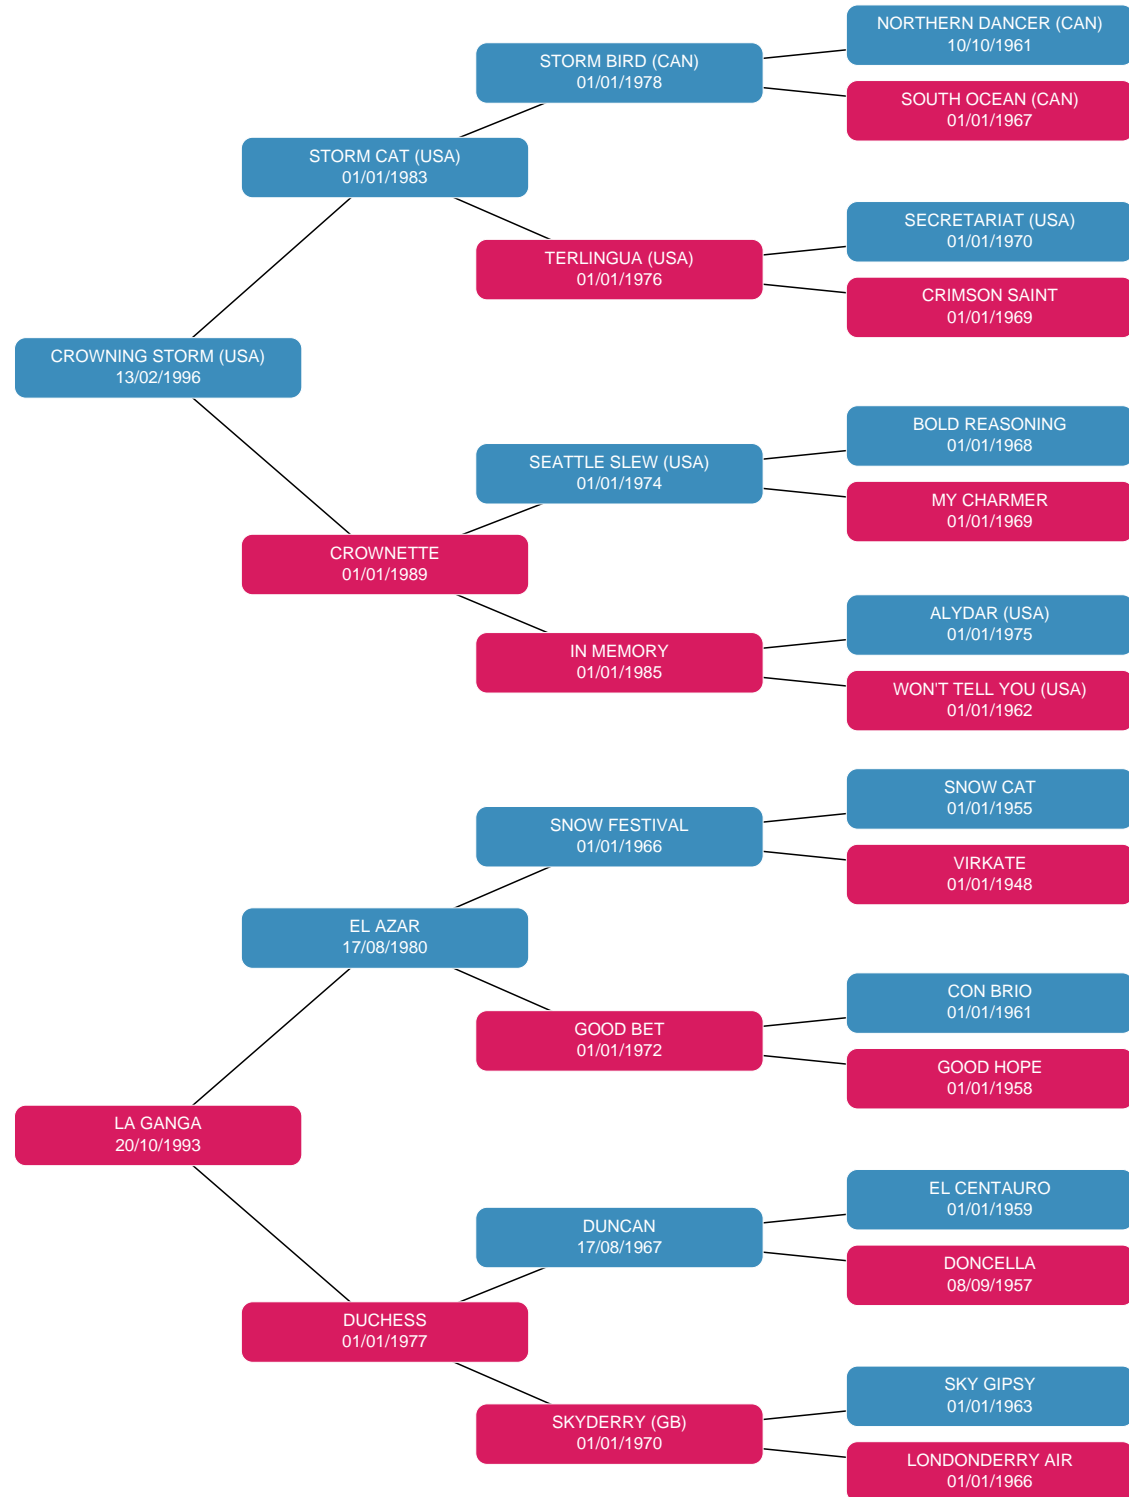 NORTHERN DANCER (CAN)
10/10/1961
STORM BIRD (CAN)
01/01/1978
SOUTH OCEAN (CAN)
01/01/1967
STORM CAT (USA)
01/01/1983
SECRETARIAT (USA)
01/01/1970
TERLINGUA (USA)
01/01/1976
CRIMSON SAINT
01/01/1969
CROWNING STORM (USA)
13/02/1996
BOLD REASONING
01/01/1968
SEATTLE SLEW (USA)
01/01/1974
MY CHARMER
01/01/1969
CROWNETTE
01/01/1989
ALYDAR (USA)
01/01/1975
IN MEMORY
01/01/1985
WON'T TELL YOU (USA)
01/01/1962
SNOW CAT
01/01/1955
SNOW FESTIVAL
01/01/1966
VIRKATE
01/01/1948
EL AZAR
17/08/1980
CON BRIO
01/01/1961
GOOD BET
01/01/1972
GOOD HOPE
01/01/1958
LA GANGA
20/10/1993
EL CENTAURO
01/01/1959
DUNCAN
17/08/1967
DONCELLA
08/09/1957
DUCHESS
01/01/1977
SKY GIPSY
01/01/1963
SKYDERRY (GB)
01/01/1970
LONDONDERRY AIR
01/01/1966